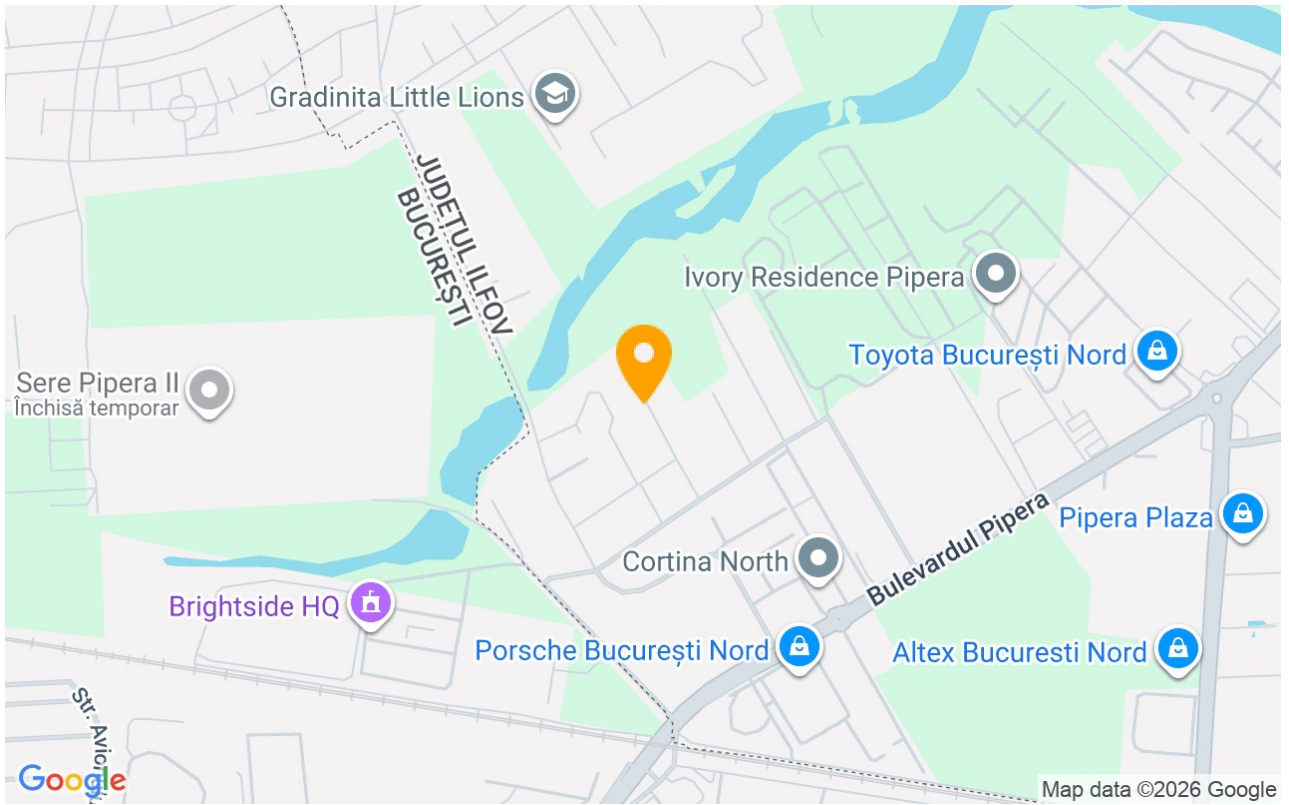 Gradinita Little Lions
JUDEȚUL ILFOV
BUCUREȘTI
Ivory Residence Pipera
Toyota București Nord
Sere Pipera II
Închisă temporar
Pipera Plaza
Bulevardul Pipera
Cortina North
Brightside HQ
Porsche București Nord
Altex Bucuresti Nord
Str.
Google
Map data ©2026 Google